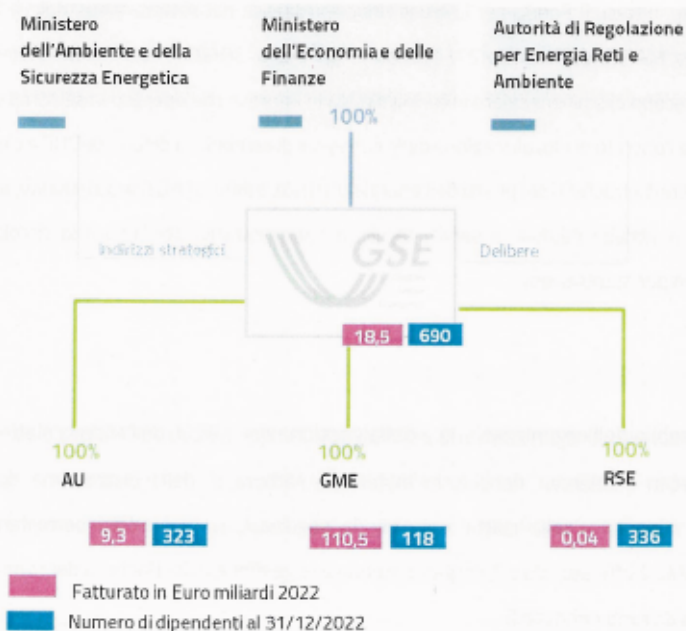 Ministero
dell'Ambiente e della
Sicurezza Energetica
Ministero
dell'Economia e delle
Finanze
Autorità di Regolazione
per Energia Reti e
Ambiente
100%
Indirizzi strategici
GSE
Delibere
18,5 690
100%
AU
100%
GME
100%
RSE
9,3 323
110,5 118
0,04 336
Fatturato in Euro miliardi 2022
Numero di dipendenti al 31/12/2022